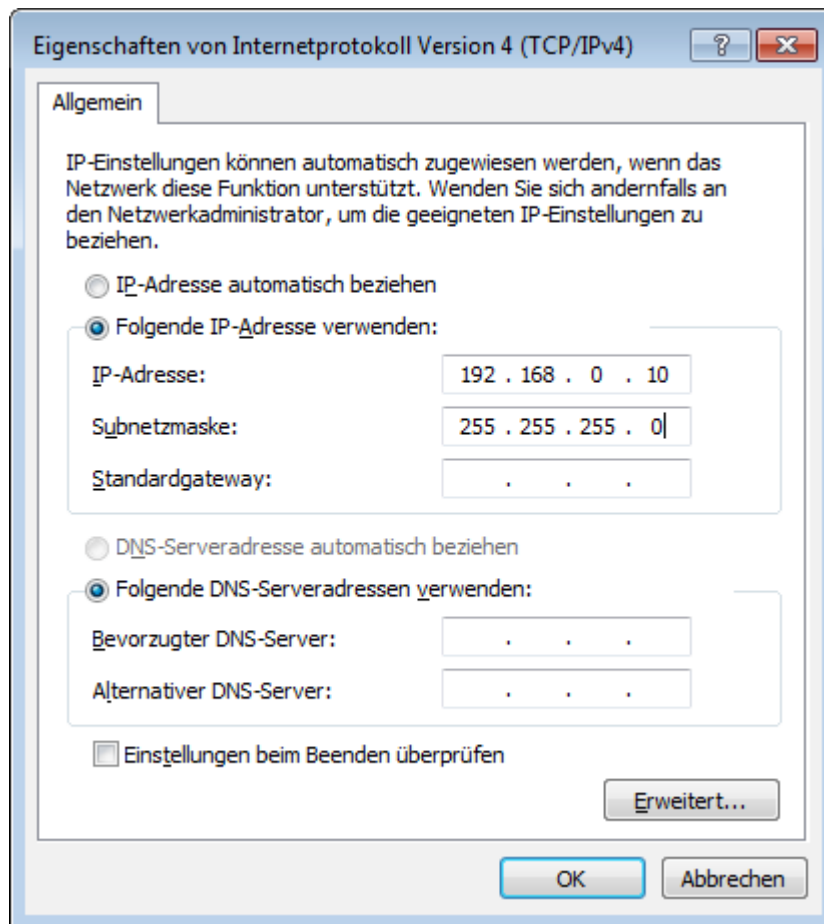 Eigenschaften von Internetprotokoll Version 4 (TCP/IPv4)
Allgemein
IP-Einstellungen können automatisch zugewiesen werden, wenn das
Netzwerk diese Funktion unterstützt. Wenden Sie sich andernfalls an
den Netzwerkadministrator, um die geeigneten IP-Einstellungen zu
beziehen.
IP-Adresse automatisch beziehen
Folgende IP-Adresse verwenden:
IP-Adresse: 192 . 168 . 0 . 10
Subnetzmaske: 255 . 255 . 255 . 0
Standardgateway: . . .
DNS-Serveradresse automatisch beziehen
Folgende DNS-Serveradressen verwenden:
Bevorzugter DNS-Server: . . .
Alternativer DNS-Server: . . .
Einstellungen beim Beenden überprüfen
Erweitert...
OK Abbrechen